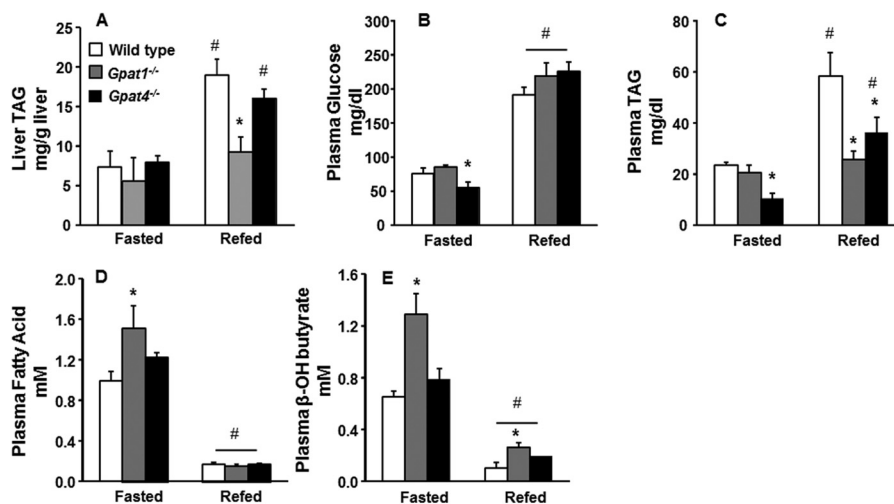 A
Liver TAG
mg/g liver
25
20
15
10
5
0
#
*
#
Wild type
Gpat1-/-
Gpat4-/-
Fasted
Refed
B
Plasma Glucose
mg/dl
300
250
200
150
100
50
0
*
#
Fasted
Refed
C
Plasma TAG
mg/dl
80
60
40
20
0
*
#
*
#
*
Fasted
Refed
D
Plasma Fatty Acid
mM
2.0
1.6
1.2
0.8
0.4
0.0
*
#
Fasted
Refed
E
Plasma β-OH butyrate
mM
1.6
1.2
0.8
0.4
0.0
*
#
*
Fasted
Refed